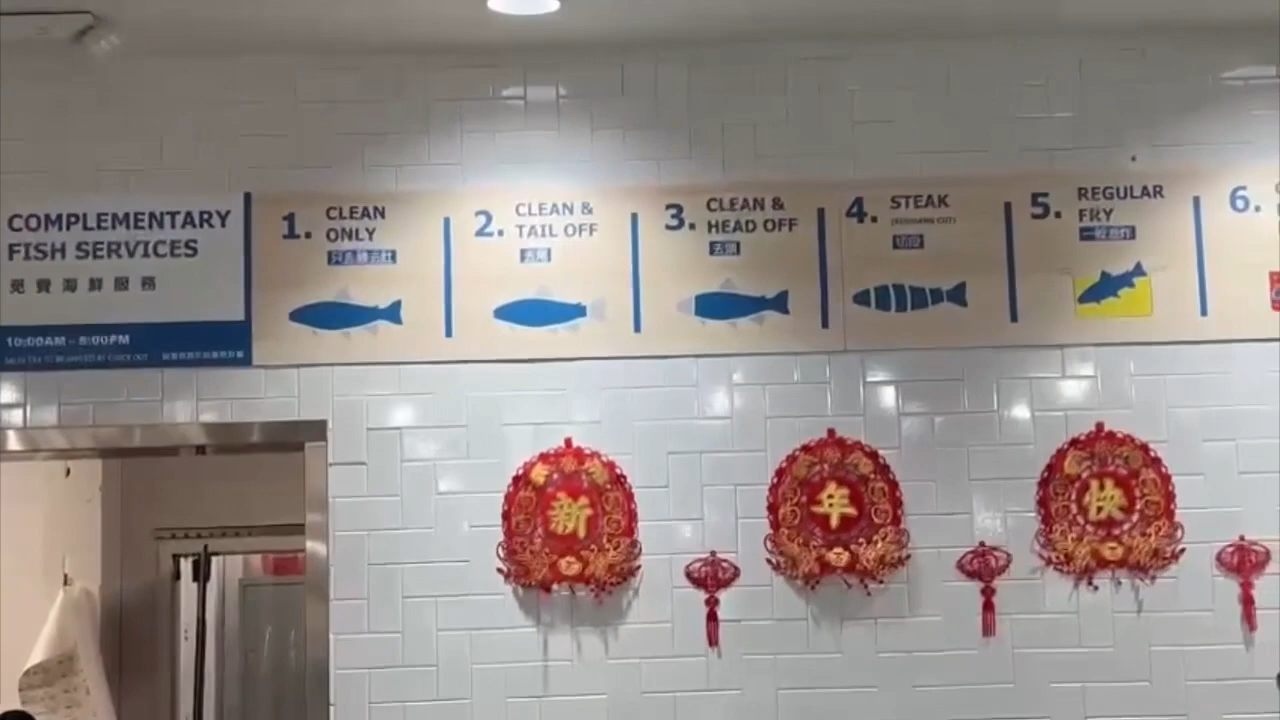 COMPLEMENTARY
FISH SERVICES
免費海鮮服務
10:00AM - 8:00PM
1. CLEAN
ONLY
2. CLEAN &
TAIL OFF
去尾
3. CLEAN &
HEAD OFF
去頭
4. STEAK
切段
5. REGULAR
FRY
一般油炸
6.
新
年
快